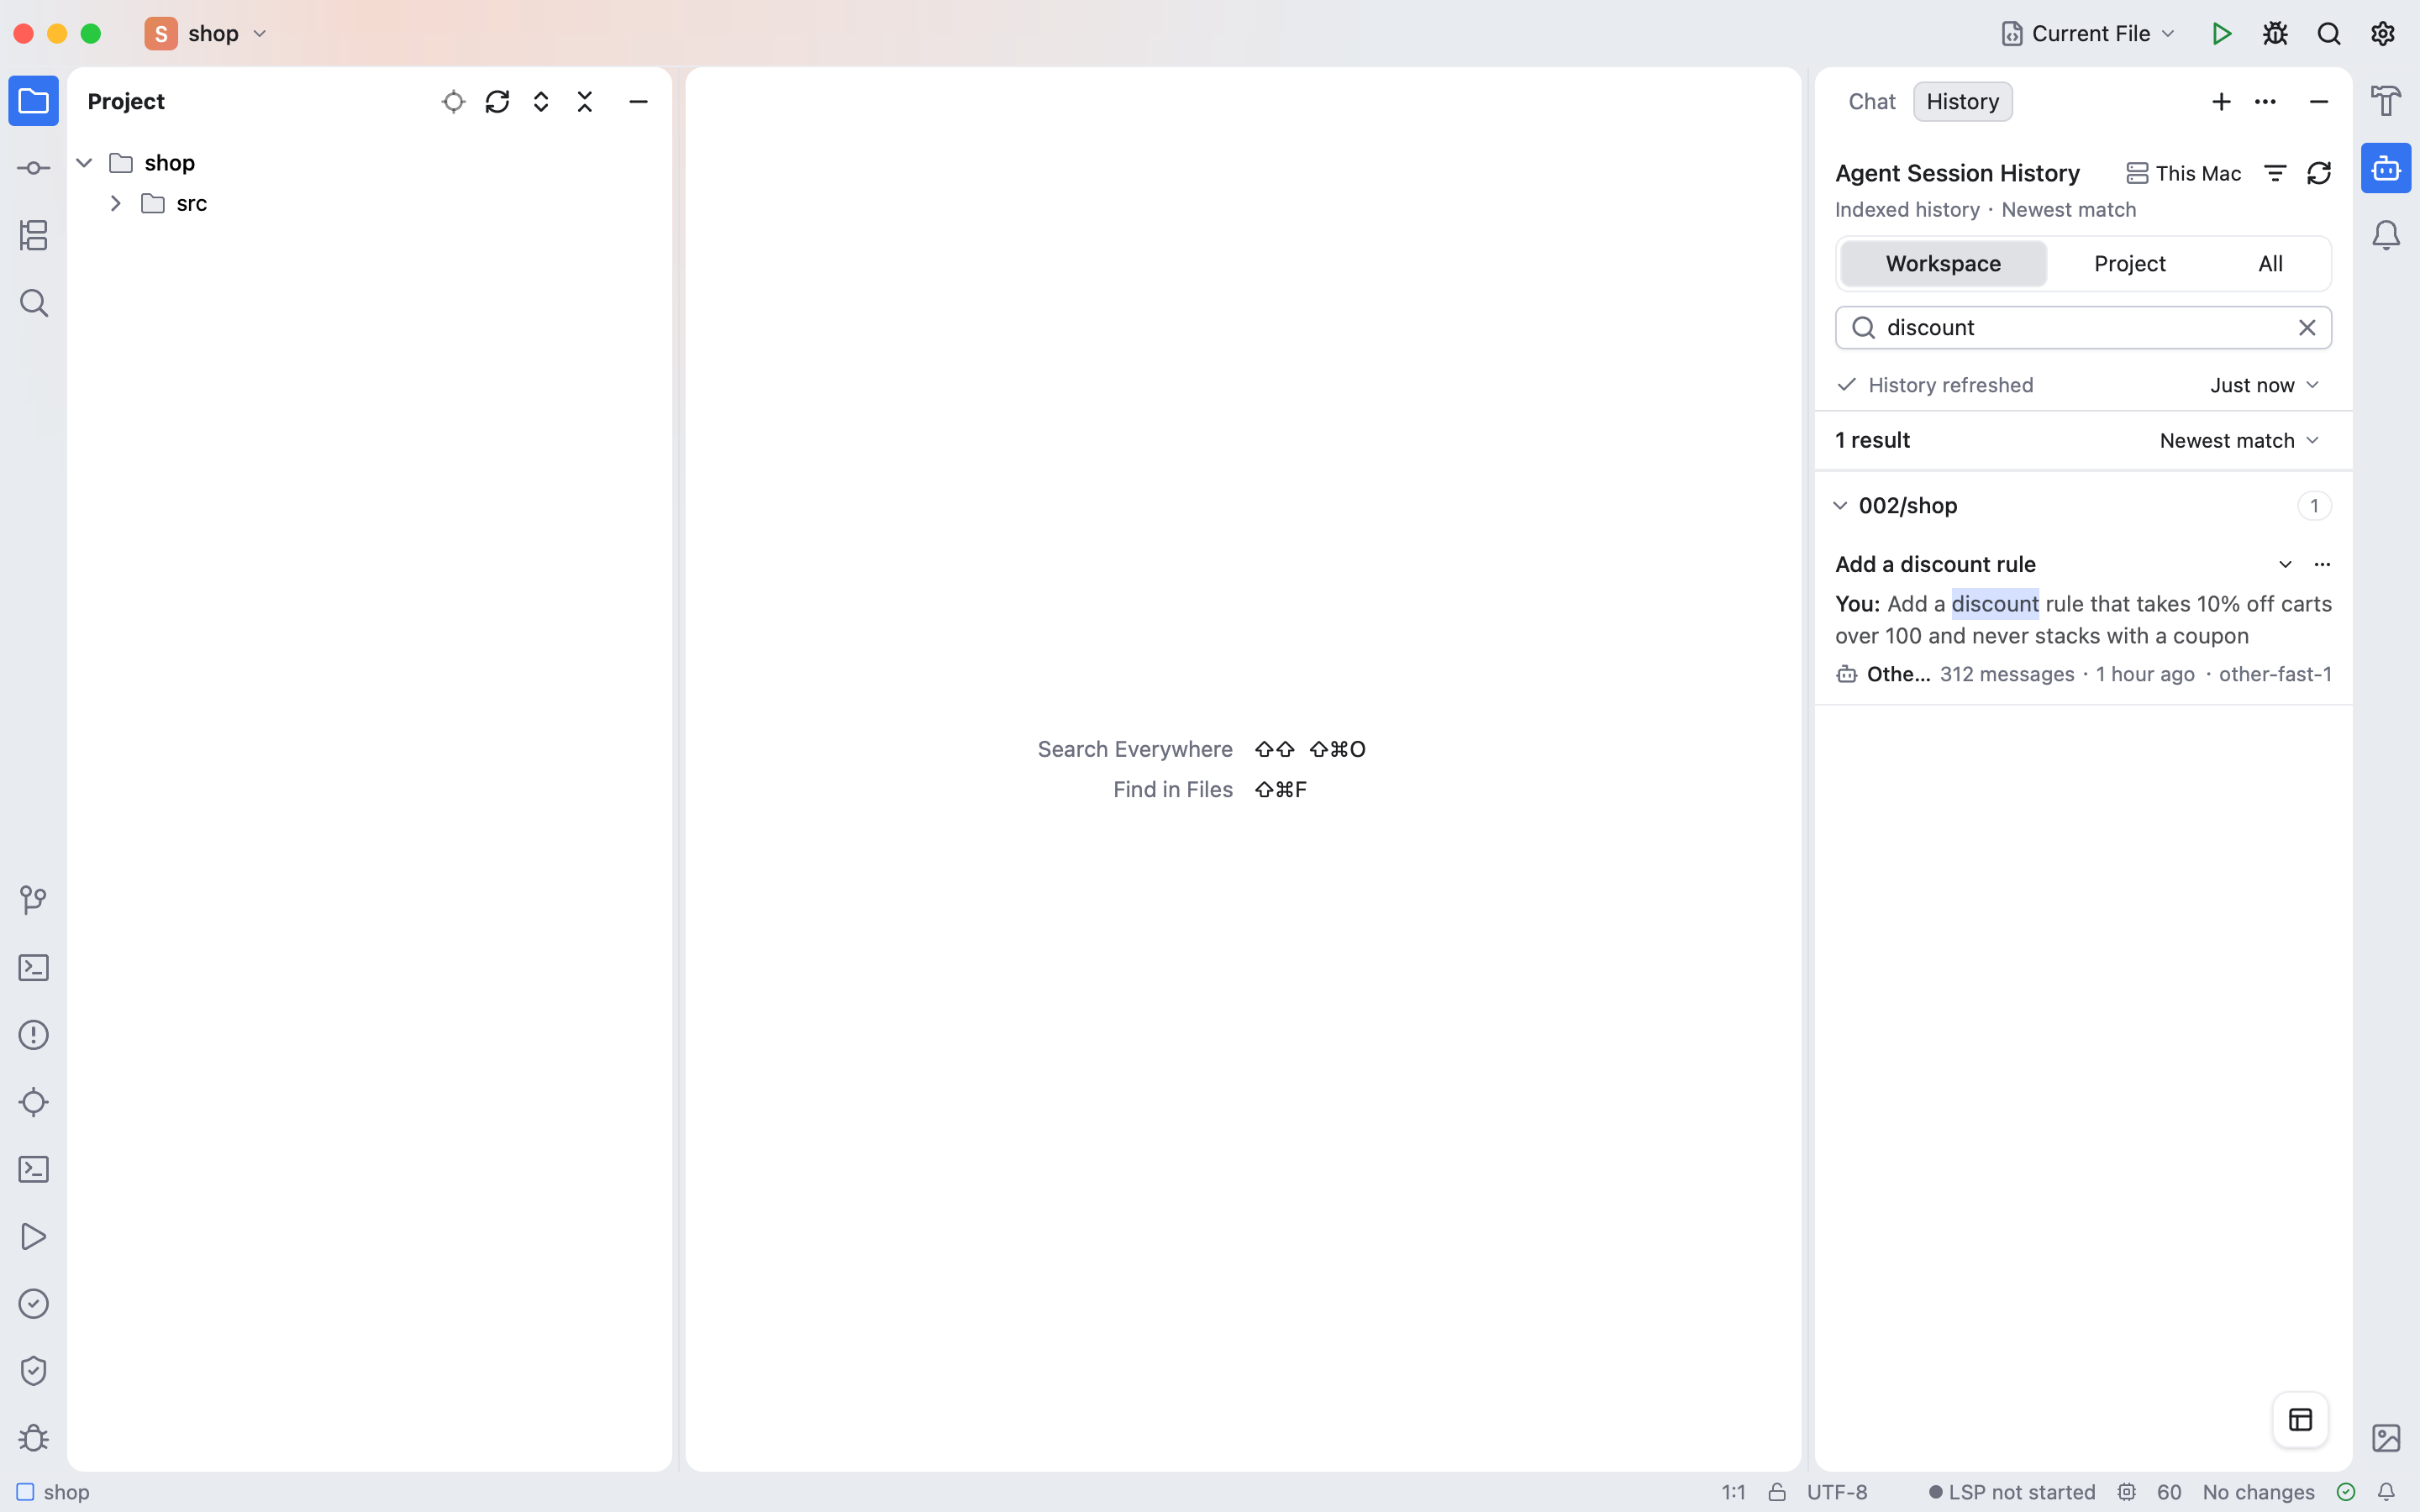 S shop
Current File
Project
shop
src
Search Everywhere ⇧⇧ ⇧⌘O
Find in Files ⇧⌘F
Chat History
Agent Session History This Mac
Indexed history · Newest match
Workspace Project All
discount
History refreshed Just now
1 result Newest match
002/shop 1
Add a discount rule
You: Add a discount rule that takes 10% off carts
over 100 and never stacks with a coupon
Othe... 312 messages · 1 hour ago · other-fast-1
shop 1:1 UTF-8 LSP not started 60 No changes